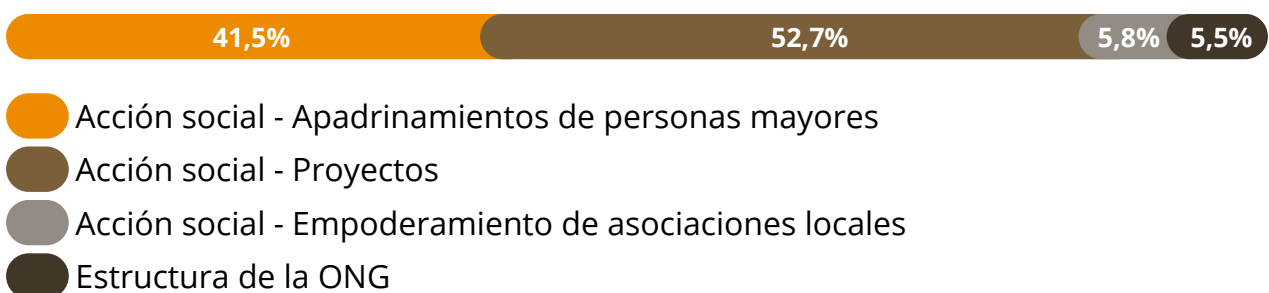 41,5% 52,7% 5,8% 5,5%
Acción social - Apadrinamientos de personas mayores
Acción social - Proyectos
Acción social - Empoderamiento de asociaciones locales
Estructura de la ONG